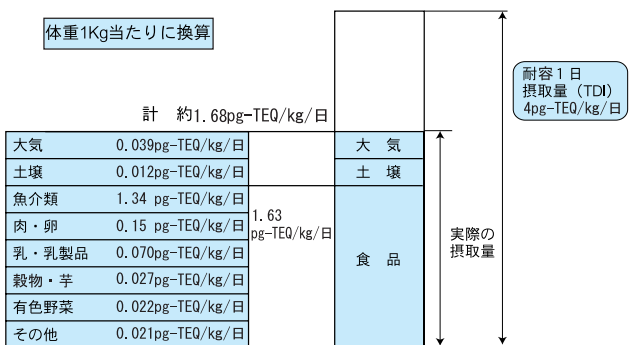 体重1Kg当たりに換算
耐容1日
摂取量（TDI）
4pg-TEQ/kg/日
計 約1.68pg-TEQ/kg/日
大気 0.039pg-TEQ/kg/日
土壌 0.012pg-TEQ/kg/日
魚介類 1.34 pg-TEQ/kg/日
肉・卵 0.15 pg-TEQ/kg/日
乳・乳製品 0.070pg-TEQ/kg/日
穀物・芋 0.027pg-TEQ/kg/日
有色野菜 0.022pg-TEQ/kg/日
その他 0.021pg-TEQ/kg/日
1.63
pg-TEQ/kg/日
大 気
土 壌
食 品
実際の
摂取量